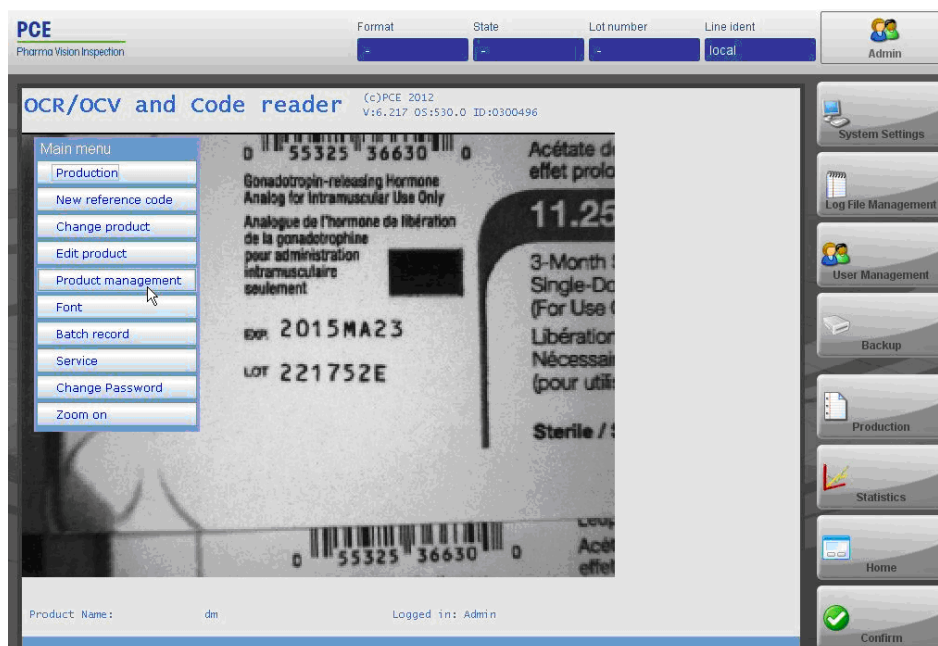 PCE
Pharma Vision Inspection
Format
State
Lot number
Line ident
-
-
-
local
Admin
OCR/OCV and Code reader
(c)PCE 2012
V:6.217 OS:530.0 ID:0300496
Main menu
Production
New reference code
Change product
Edit product
Product management
Font
Batch record
Service
Change Password
Zoom on
0 55325 36630 0
Gonadotropin-releasing Hormone
Analog for Intramuscular Use Only
Analogue de l'hormone de libération
de la gonadotrophine
pour administration
intramusculaire
seulement
EXP. 2015MA23
LOT 221752E
Acétate d
effet prolo
11.25
3-Month
Single-Do
(For Use
Libération
Nécessai
(pour utili
Sterile /
0 55325 36630 0
Acét
effet
System Settings
Log File Management
User Management
Backup
Production
Statistics
Home
Confirm
Product Name: dm Logged in: Admin